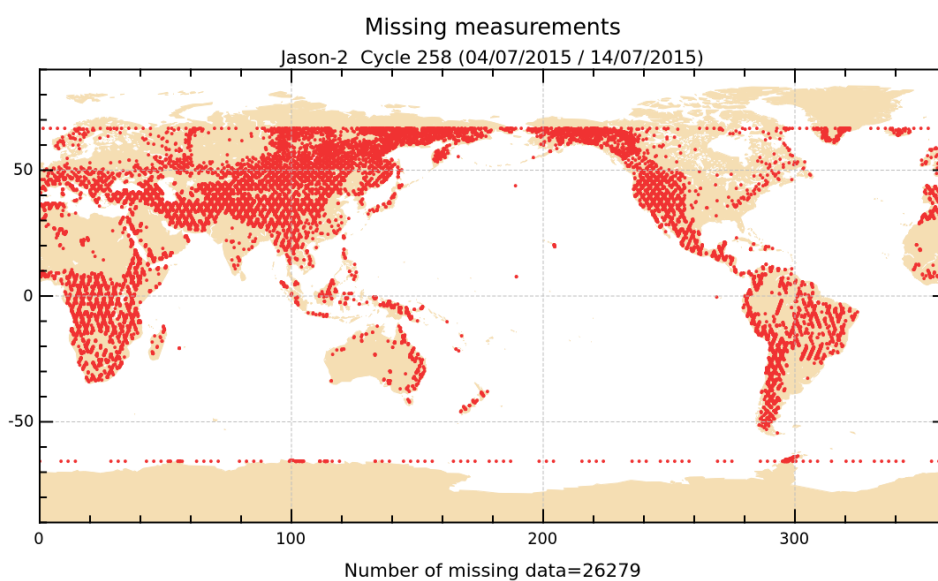 Missing measurements
Jason-2 Cycle 258 (04/07/2015 / 14/07/2015)
50
0
-50
0 100 200 300
Number of missing data=26279